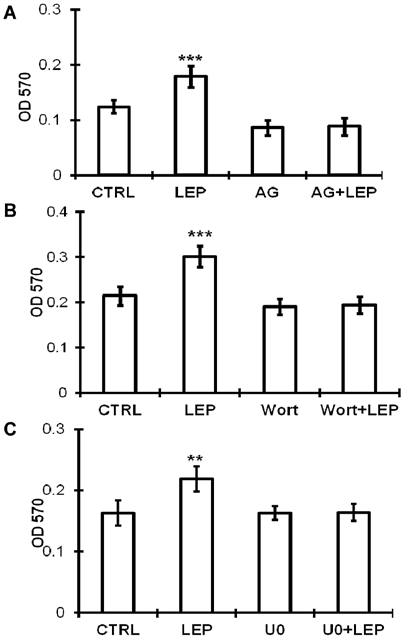 A
0.3
0.2
0.1
0
OD 570
***
CTRL LEP AG AG+LEP
B
0.4
0.3
0.2
0.1
0
OD 570
***
CTRL LEP Wort Wort+LEP
C
0.3
0.2
0.1
0
OD 570
**
CTRL LEP U0 U0+LEP